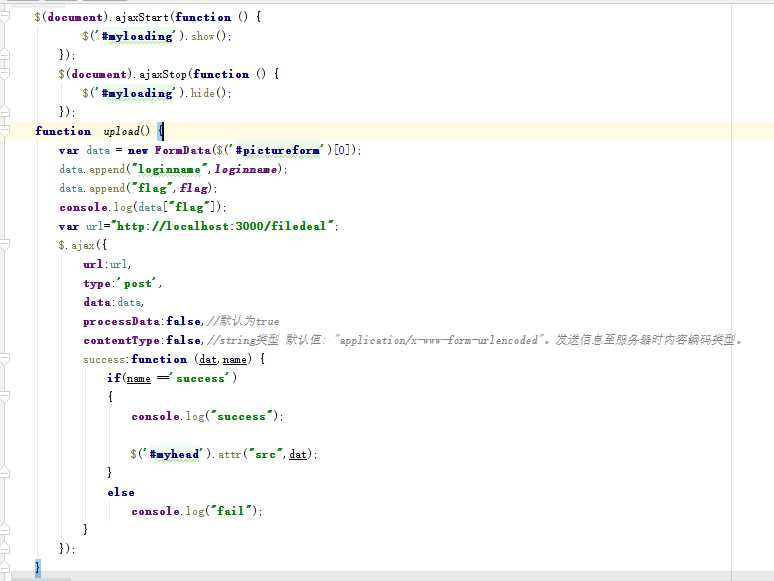 $(document).ajaxStart(function () {
$('#myloading').show();
});
$(document).ajaxStop(function () {
$('#myloading').hide();
});
function upload() {
var data = new FormData($('#pictureform')[0]);
data.append("loginname",loginname);
data.append("flag",flag);
console.log(data["flag"]);
var url="http://localhost:3000/filedeal";
$.ajax({
url:url,
type:'post',
data:data,
processData:false,//默认为true
contentType:false,//string类型 默认值: "application/x-www-form-urlencoded"。发送信息至服务器时内容编码类型。
success:function (dat,name) {
if(name =='success')
{
console.log("success");
$('#myhead').attr("src",dat);
}
else
console.log("fail");
}
});
}